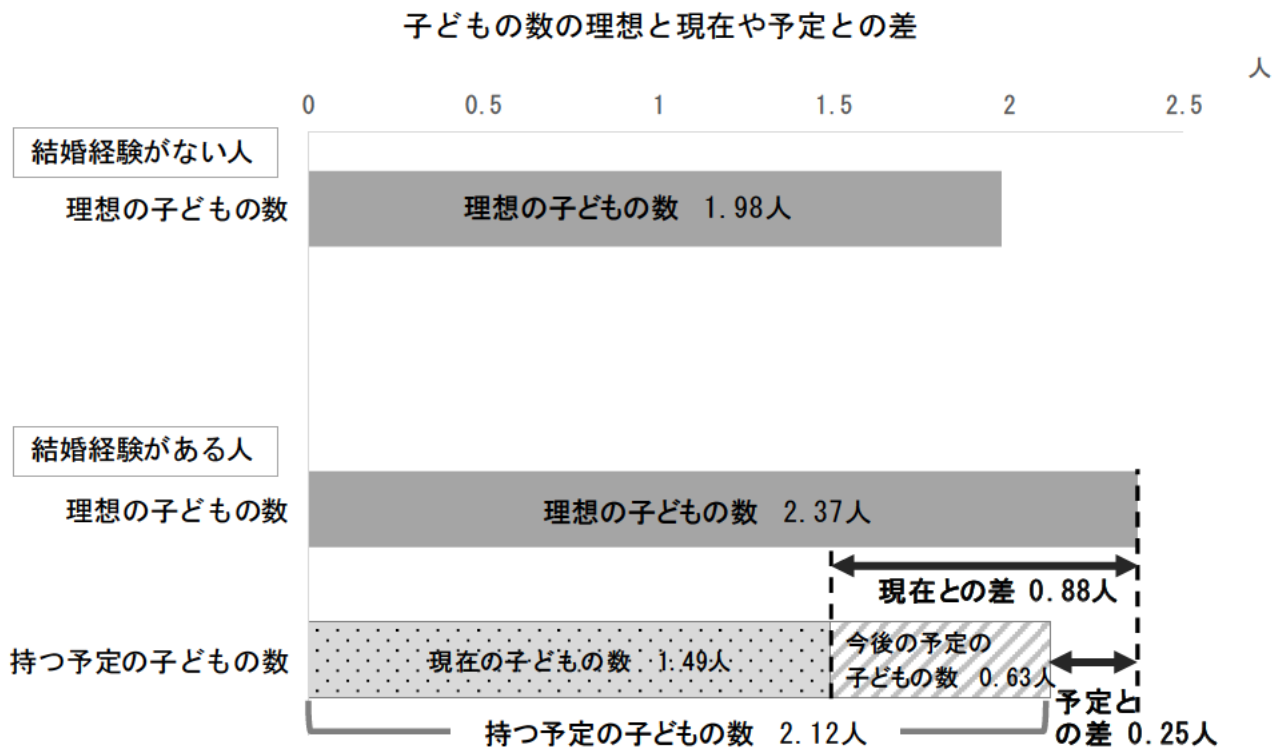 子どもの数の理想と現在や予定との差
人
0 0.5 1 1.5 2 2.5
結婚経験がない人
理想の子どもの数
理想の子どもの数 1.98人
結婚経験がある人
理想の子どもの数
理想の子どもの数 2.37人
現在との差 0.88人
持つ予定の子どもの数
現在の子どもの数 1.49人
今後の予定の
子どもの数 0.63人
予定と
の差 0.25人
持つ予定の子どもの数 2.12人